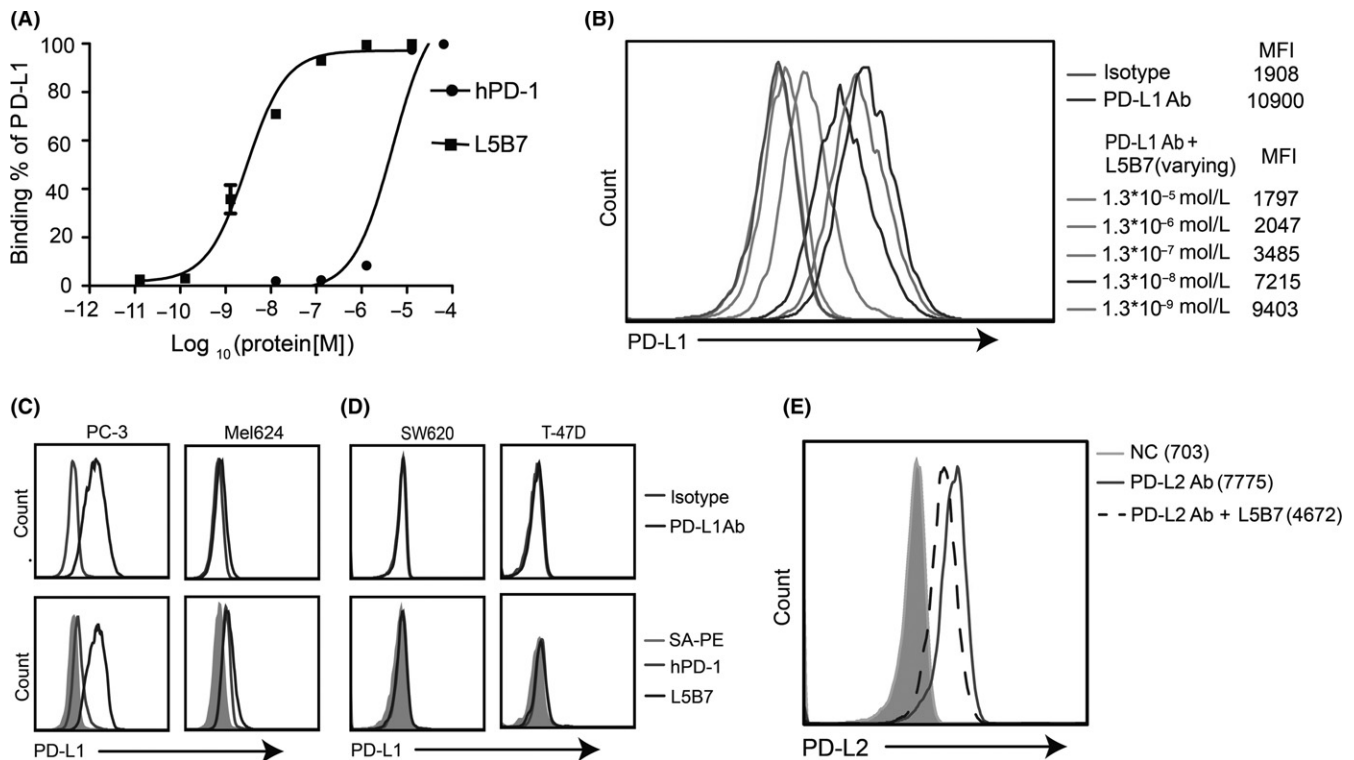 (A)
100
80
60
40
20
0
Binding % of PD-L1
−12 −11 −10 −9 −8 −7 −6 −5 −4
Log 10 (protein[M])
hPD-1
L5B7
(B)
Count
PD-L1
MFI
Isotype 1908
PD-L1 Ab 10900
PD-L1 Ab +
L5B7(varying) MFI
1.3*10−5 mol/L 1797
1.3*10−6 mol/L 2047
1.3*10−7 mol/L 3485
1.3*10−8 mol/L 7215
1.3*10−9 mol/L 9403
(C)
PC-3 Mel624
Count
Count
PD-L1
(D)
SW620 T-47D
Isotype
PD-L1Ab
SA-PE
hPD-1
L5B7
PD-L1
(E)
Count
PD-L2
NC (703)
PD-L2 Ab (7775)
PD-L2 Ab + L5B7 (4672)